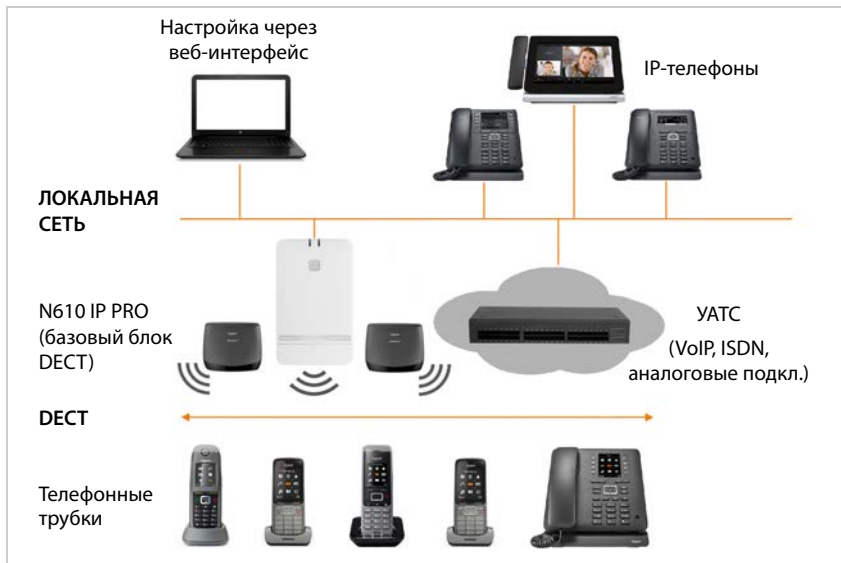 Настройка через
веб-интерфейс
IP-телефоны
ЛОКАЛЬНАЯ
СЕТЬ
N610 IP PRO
(базовый блок
DECT)
УАТС
(VoIP, ISDN,
аналоговые подкл.)
DECT
Телефонные
трубки